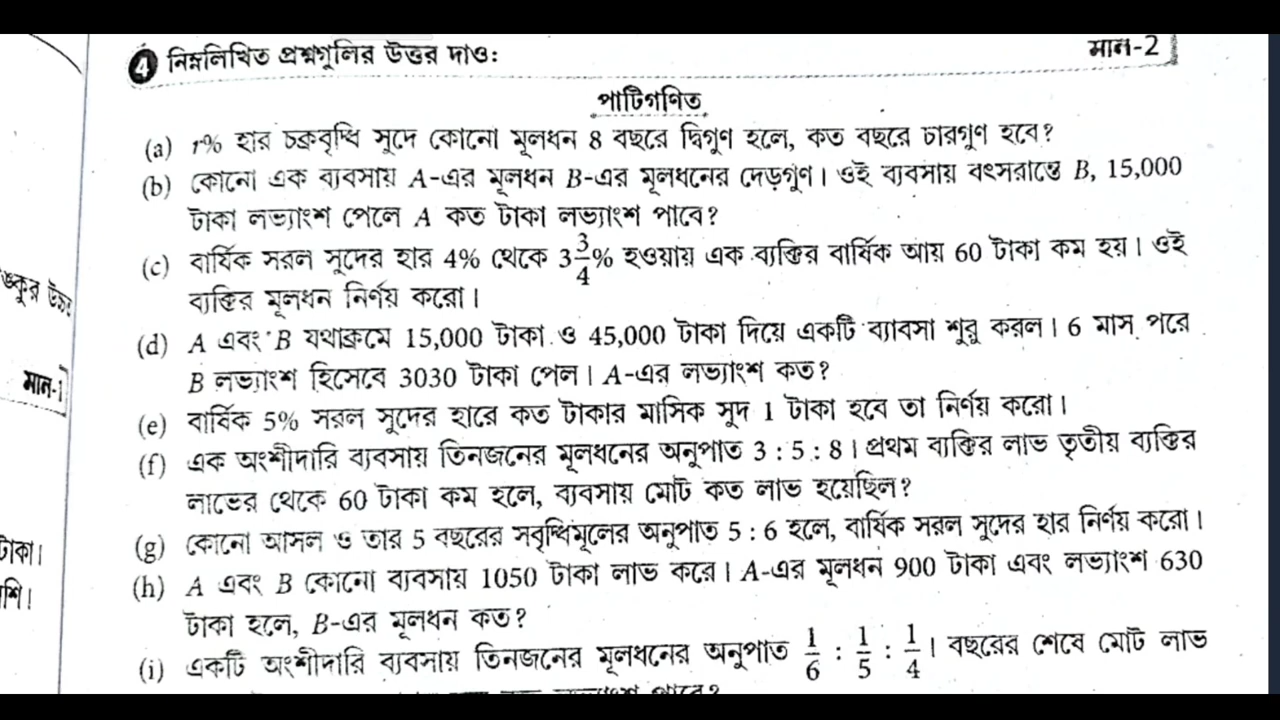 4 নিম্নলিখিত প্রশ্নগুলির উত্তর দাও: মান-2
পাটিগণিত
(a) r% হার চক্রবৃদ্ধি সুদে কোনো মূলধন 8 বছরে দ্বিগুণ হলে, কত বছরে চারগুণ হবে?
(b) কোনো এক ব্যবসায় A-এর মূলধন B-এর মূলধনের দেড়গুণ। ওই ব্যবসায় বৎসরান্তে B, 15,000
টাকা লভ্যাংশ পেলে A কত টাকা লভ্যাংশ পাবে?
(c) বার্ষিক সরল সুদের হার 4% থেকে 3 3/4% হওয়ায় এক ব্যক্তির বার্ষিক আয় 60 টাকা কম হয়। ওই
ব্যক্তির মূলধন নির্ণয় করো।
(d) A এবং B যথাক্রমে 15,000 টাকা ও 45,000 টাকা দিয়ে একটি ব্যাবসা শুরু করল। 6 মাস পরে
B লভ্যাংশ হিসেবে 3030 টাকা পেল। A-এর লভ্যাংশ কত?
মান-1
(e) বার্ষিক 5% সরল সুদের হারে কত টাকার মাসিক সুদ 1 টাকা হবে তা নির্ণয় করো।
(f) এক অংশীদারি ব্যবসায় তিনজনের মূলধনের অনুপাত 3 : 5 : 8। প্রথম ব্যক্তির লাভ তৃতীয় ব্যক্তির
লাভের থেকে 60 টাকা কম হলে, ব্যবসায় মোট কত লাভ হয়েছিল?
(g) কোনো আসল ও তার 5 বছরের সবৃদ্ধিমূলের অনুপাত 5 : 6 হলে, বার্ষিক সরল সুদের হার নির্ণয় করো।
টাকা।
(h) A এবং B কোনো ব্যবসায় 1050 টাকা লাভ করে। A-এর মূলধন 900 টাকা এবং লভ্যাংশ 630
টাকা হলে, B-এর মূলধন কত?
(i) একটি অংশীদারি ব্যবসায় তিনজনের মূলধনের অনুপাত 1/6 : 1/5 : 1/4। বছরের শেষে মোট লাভ